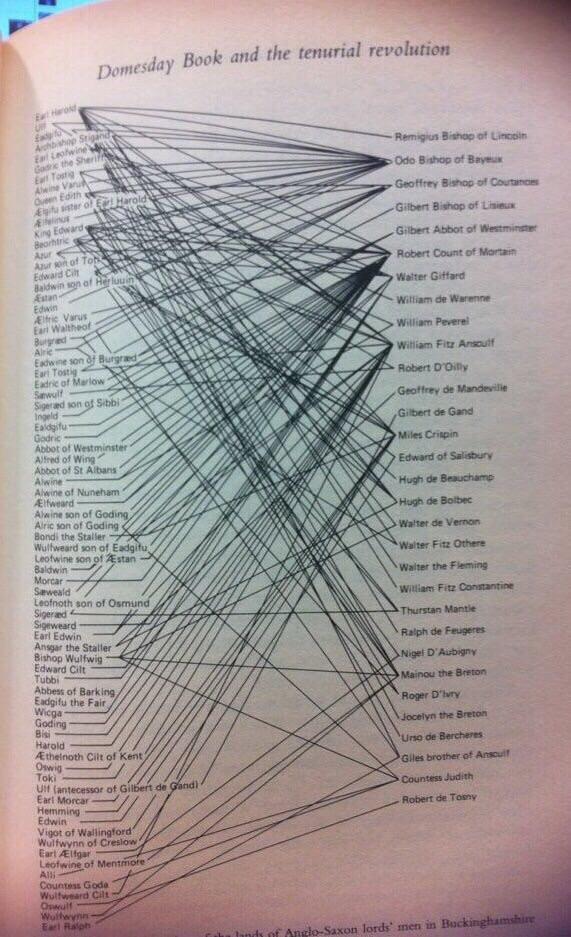 Domesday Book and the tenurial revolution
Earl Harold
Ulf
Eadgifu
Archbishop Stigand
Earl Leofwine
Godric the Sheriff
Earl Tostig
Alwine Varus
Queen Edith
Ælgifu sister of Earl Harold
Ælfelinus
King Edward
Beorhtric
Azur
Azur son of Toti
Edward Cilt
Baldwin son of Herluuin
Æstan
Edwin
Ælfric Varus
Earl Waltheof
Burgræd
Alric
Eadwine son of Burgræd
Earl Tostig
Eadric of Marlow
Sæwulf
Sigeræd son of Sibbi
Ingeld
Ealdgifu
Godric
Abbot of Westminster
Alfred of Wing
Abbot of St Albans
Alwine
Alwine of Nuneham
Ælfweard
Alwine son of Goding
Alric son of Goding
Bondi the Staller
Wulfweard son of Eadgifu
Leofwine son of Æstan
Baldwin
Morcar
Sæweald
Leofnoth son of Osmund
Sigeræd
Sigeweard
Earl Edwin
Ansgar the Staller
Bishop Wulfwig
Edward Cilt
Tubbi
Abbess of Barking
Eadgifu the Fair
Wicga
Goding
Bisi
Harold
Æthelnoth Cilt of Kent
Oswig
Toki
Ulf (antecessor of Gilbert de Gand)
Earl Morcar
Hemming
Edwin
Vigot of Wallingford
Wulfwynn of Creslow
Earl Ælfgar
Leofwine of Mentmore
Alli
Countess Goda
Wulfweard Cilt
Oswulf
Wulfwynn
Earl Ralph
Remigius Bishop of Lincoln
Odo Bishop of Bayeux
Geoffrey Bishop of Coutances
Gilbert Bishop of Lisieux
Gilbert Abbot of Westminster
Robert Count of Mortain
Walter Giffard
William de Warenne
William Peverel
William Fitz Ansculf
Robert D'Oilly
Geoffrey de Mandeville
Gilbert de Gand
Miles Crispin
Edward of Salisbury
Hugh de Beauchamp
Hugh de Bolbec
Walter de Vernon
Walter Fitz Othere
Walter the Fleming
William Fitz Constantine
Thurstan Mantle
Ralph de Feugeres
Nigel D'Aubigny
Mainou the Breton
Roger D'Ivry
Jocelyn the Breton
Urso de Bercheres
Giles brother of Ansculf
Countess Judith
Robert de Tosny
of the lands of Anglo-Saxon lords' men in Buckinghamshire